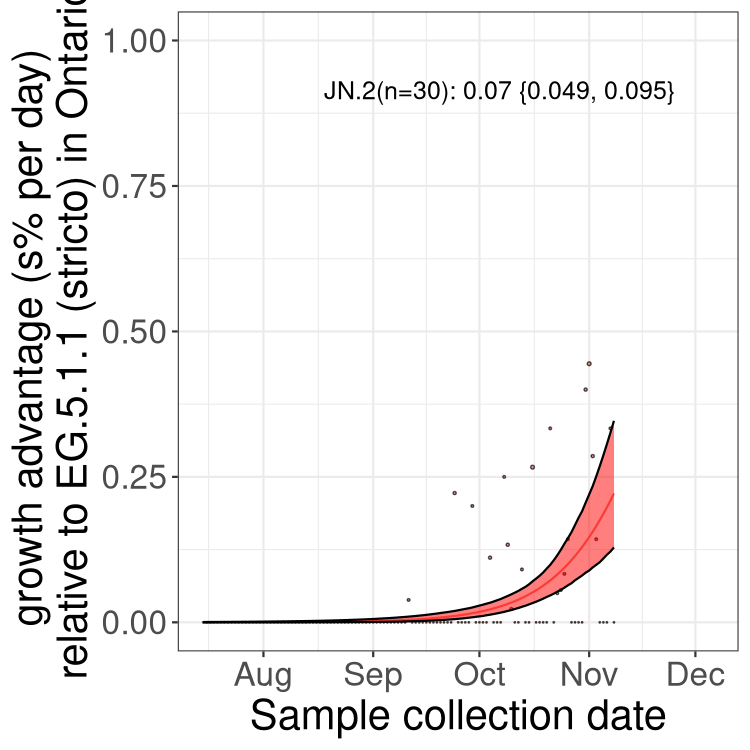 growth advantage (s% per day)
relative to EG.5.1.1 (stricto) in Ontario
1.00
0.75
0.50
0.25
0.00
JN.2(n=30): 0.07 {0.049, 0.095}
Aug Sep Oct Nov Dec
Sample collection date